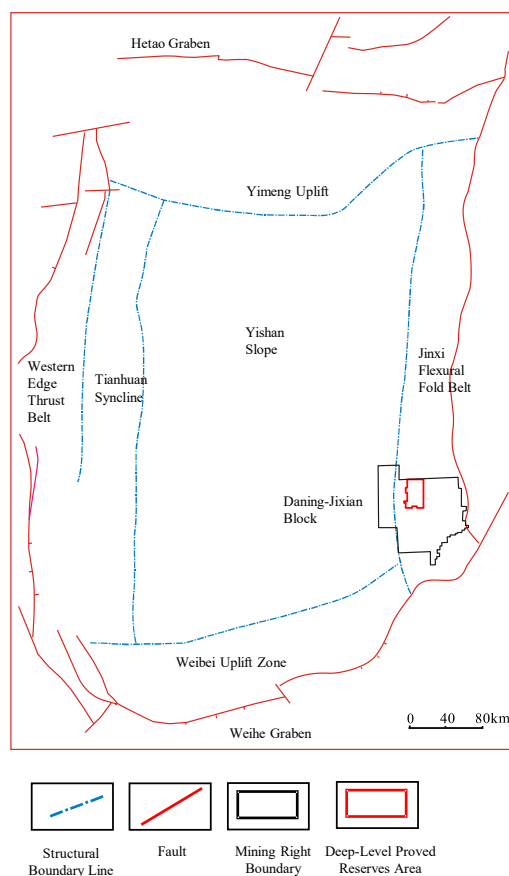 Hetao Graben
Yimeng Uplift
Yishan
Slope
Jinxi
Flexural
Fold Belt
Western
Edge
Thrust
Belt
Tianhuan
Syncline
Daning-Jixian
Block
Weibei Uplift Zone
Weihe Graben
0 40 80km
Structural
Boundary Line
Fault
Mining Right
Boundary
Deep-Level Proved
Reserves Area